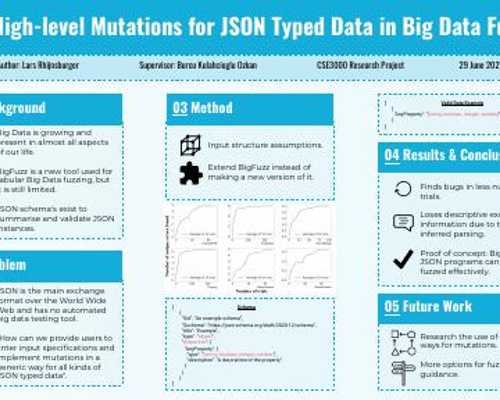 High-level Mutations for JSON Typed Data in Big Data
Author: Lars Rhijnsburger
Supervisor: Burcu Kulahcioglu Ozkan
CSE3000 Research Project
29 June 202
kground
Big Data is growing and
present in almost all aspects
of our life.
BigFuzz is a new tool used for
tabular Big Data fuzzing, but
is still limited.
JSON schema's exist to
summarise and validate JSON
instances.
blem
JSON is the main exchange
format over the World Wide
Web and has no automated
big data testing tool.
How can we provide users to
enter input specifications and
implement mutations in a
generic way for all kinds of
JSON typed data".
03 Method
Input structure assumptions.
Extend BigFuzz instead of
making a new version of it.
Schema
Valid Data Example
04 Results & Conclus
Finds bugs in less nu
trials.
Loses descriptive ex
information due to t
inferred parsing.
Proof of concept: Big
JSON programs can
fuzzed effectively.
05 Future Work
Research the use of
ways for mutations.
More options for fuz
guidance.